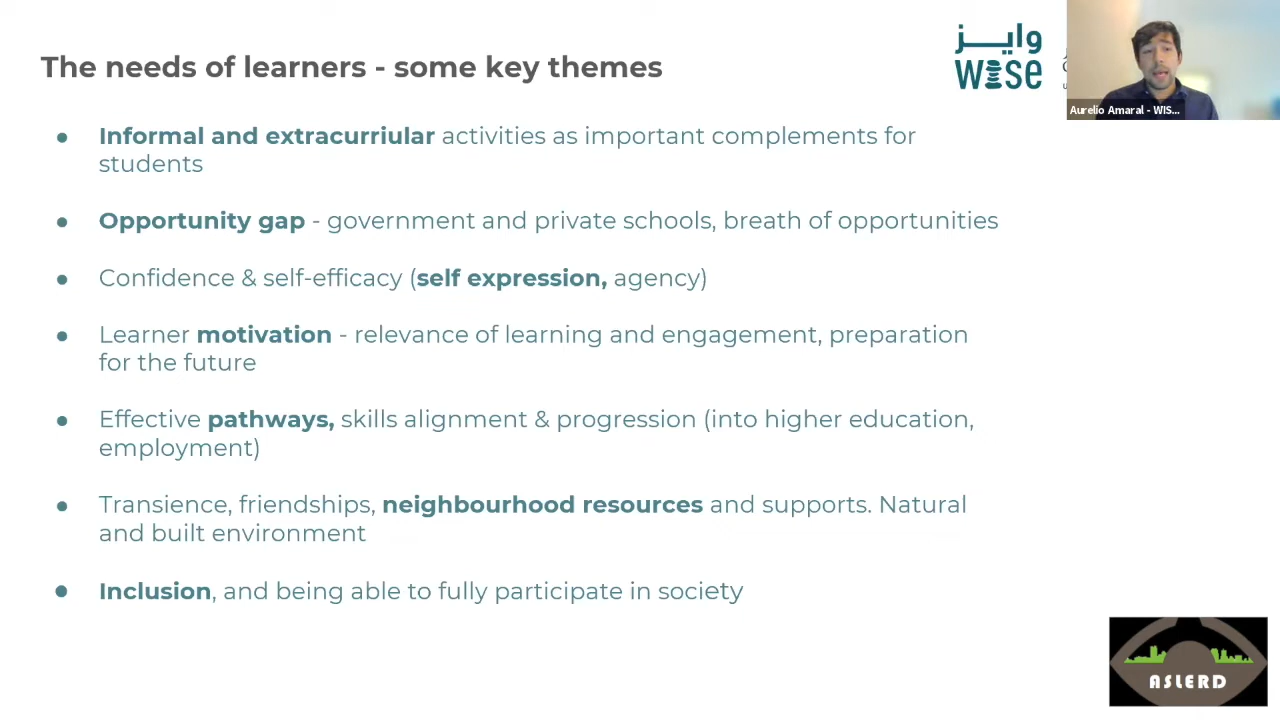 The needs of learners - some key themes
وايز
WISE
Aurelio Amaral - WIS...
● Informal and extracurriular activities as important complements for
students
● Opportunity gap - government and private schools, breath of opportunities
● Confidence & self-efficacy (self expression, agency)
● Learner motivation - relevance of learning and engagement, preparation
for the future
● Effective pathways, skills alignment & progression (into higher education,
employment)
● Transience, friendships, neighbourhood resources and supports. Natural
and built environment
● Inclusion, and being able to fully participate in society
ASLERD